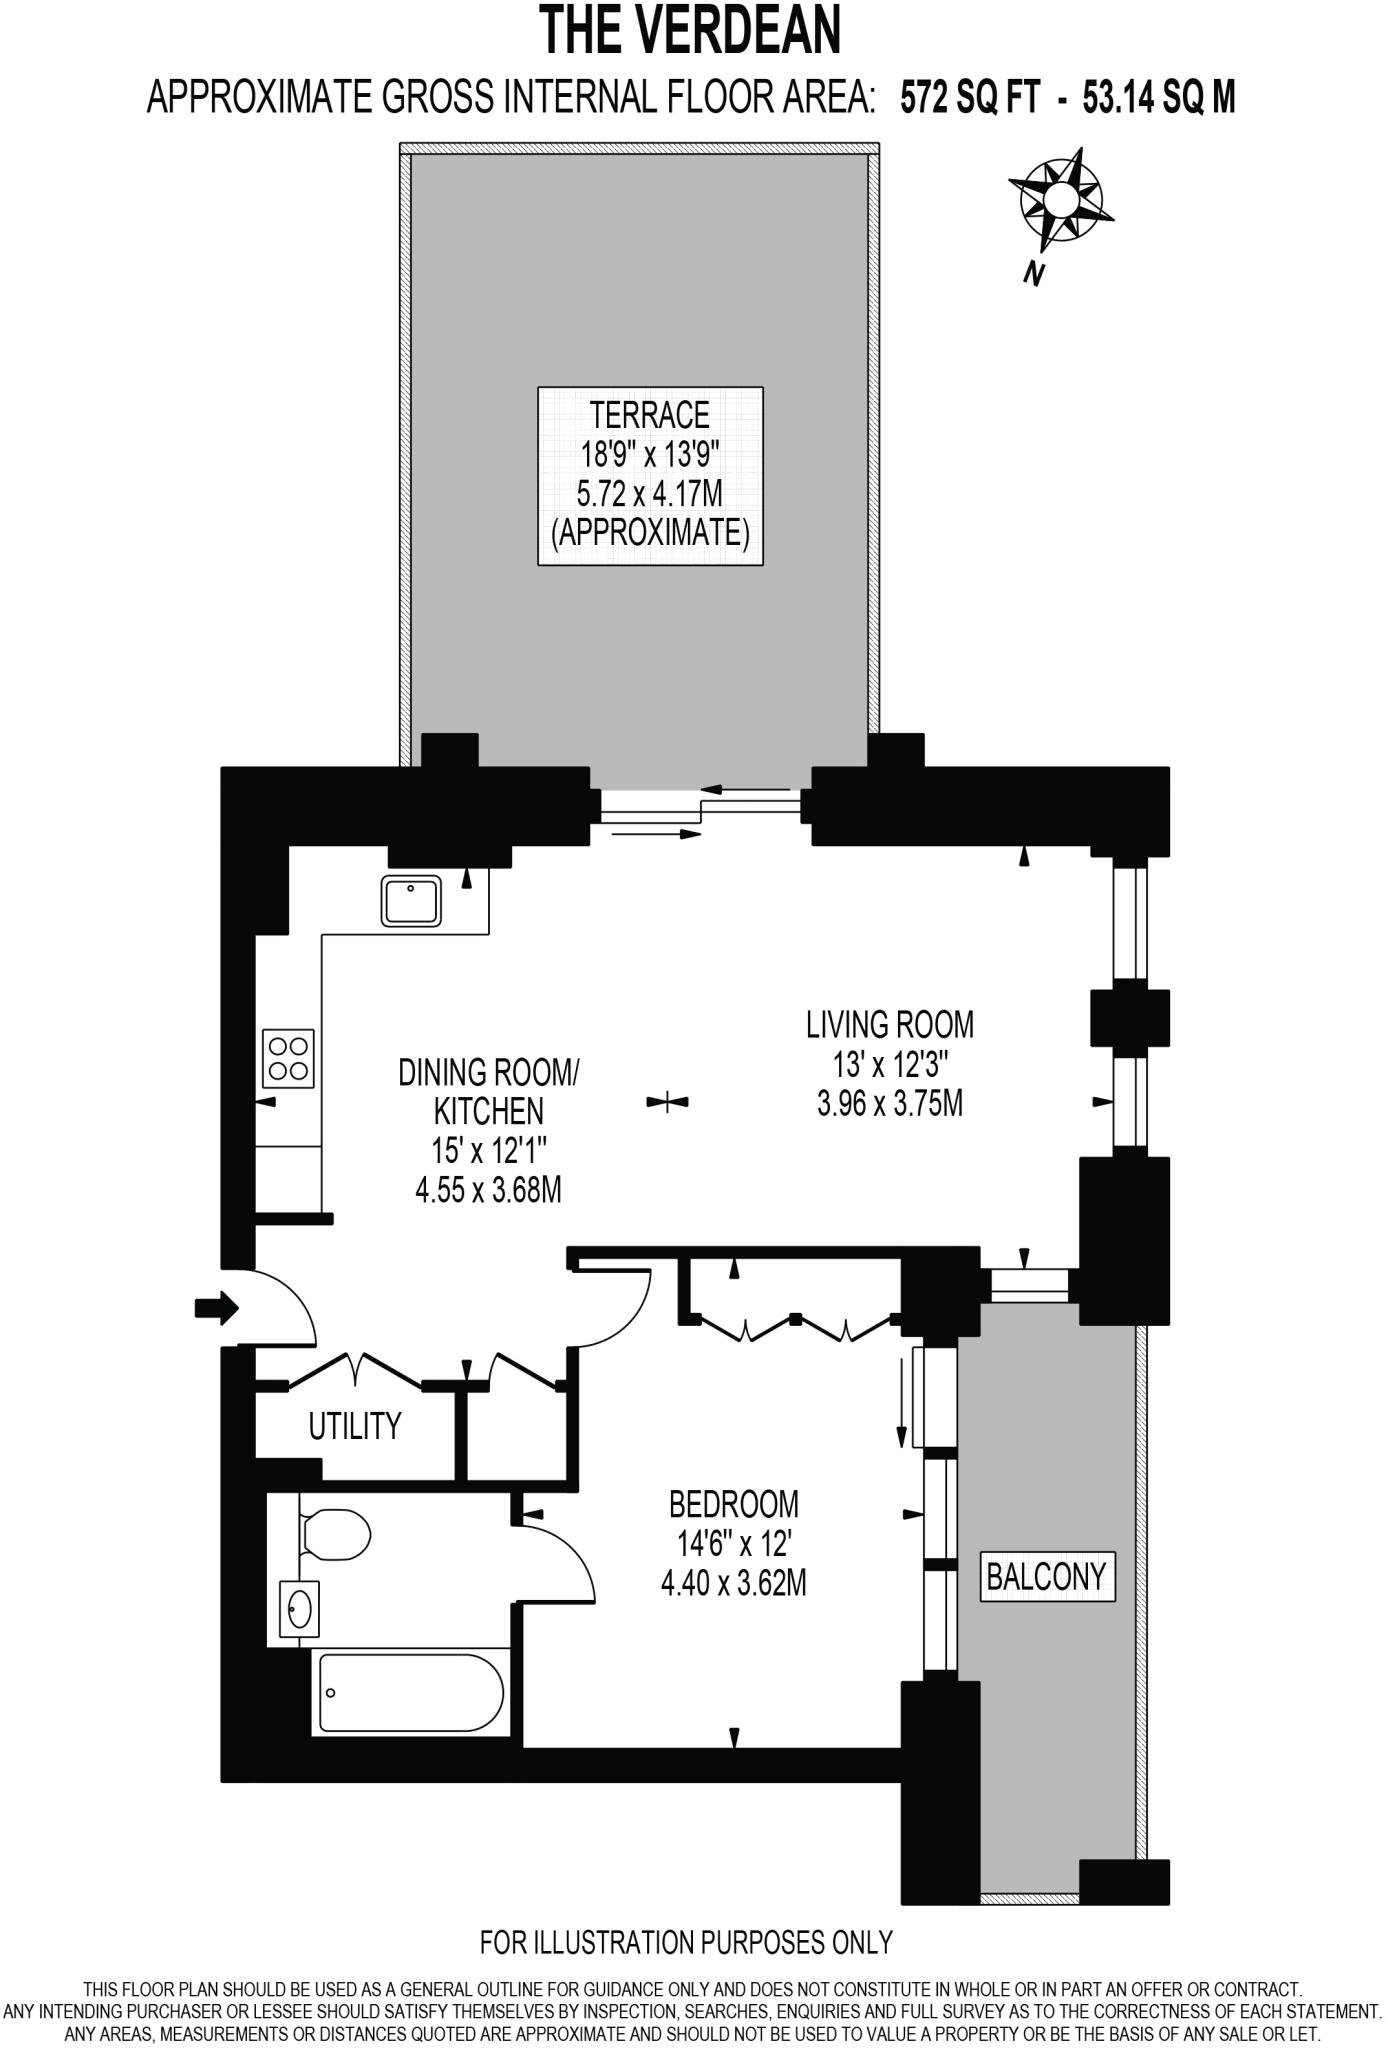 THE VERDEAN
APPROXIMATE GROSS INTERNAL FLOOR AREA: 572 SQ FT - 53.14 SQ M
N
TERRACE
18'9" x 13'9"
5.72 x 4.17M
(APPROXIMATE)
LIVING ROOM
13' x 12'3"
3.96 x 3.75M
DINING ROOM/
KITCHEN
15' x 12'1"
4.55 x 3.68M
UTILITY
BEDROOM
14'6" x 12'
4.40 x 3.62M
BALCONY
FOR ILLUSTRATION PURPOSES ONLY
THIS FLOOR PLAN SHOULD BE USED AS A GENERAL OUTLINE FOR GUIDANCE ONLY AND DOES NOT CONSTITUTE IN WHOLE OR IN PART AN OFFER OR CONTRACT.
ANY INTENDING PURCHASER OR LESSEE SHOULD SATISFY THEMSELVES BY INSPECTION, SEARCHES, ENQUIRIES AND FULL SURVEY AS TO THE CORRECTNESS OF EACH STATEMENT.
ANY AREAS, MEASUREMENTS OR DISTANCES QUOTED ARE APPROXIMATE AND SHOULD NOT BE USED TO VALUE A PROPERTY OR BE THE BASIS OF ANY SALE OR LET.